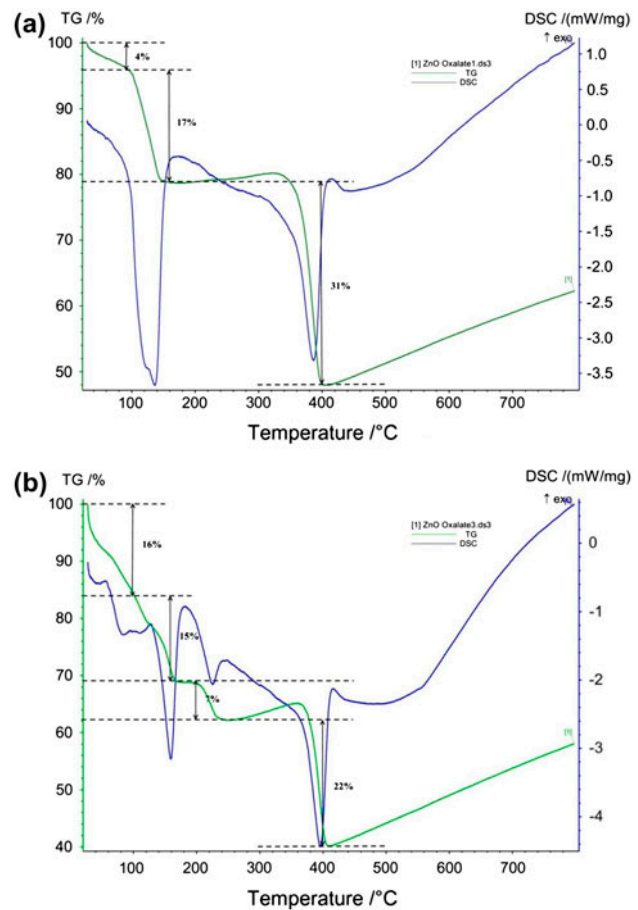 (a)
TG /%
DSC /(mW/mg)
↑ exo
[1] ZnO Oxalate1.ds3
TG
DSC
100
90
80
70
60
50
4%
17%
31%
[1]
1.0
0.5
0.0
-0.5
-1.0
-1.5
-2.0
-2.5
-3.0
-3.5
100 200 300 400 500 600 700
Temperature /°C
(b)
TG /%
DSC /(mW/mg)
↑ exo
[1] ZnO Oxalate3.ds3
TG
DSC
100
90
80
70
60
50
40
16%
15%
7%
22%
[1]
0
-1
-2
-3
-4
100 200 300 400 500 600 700
Temperature /°C